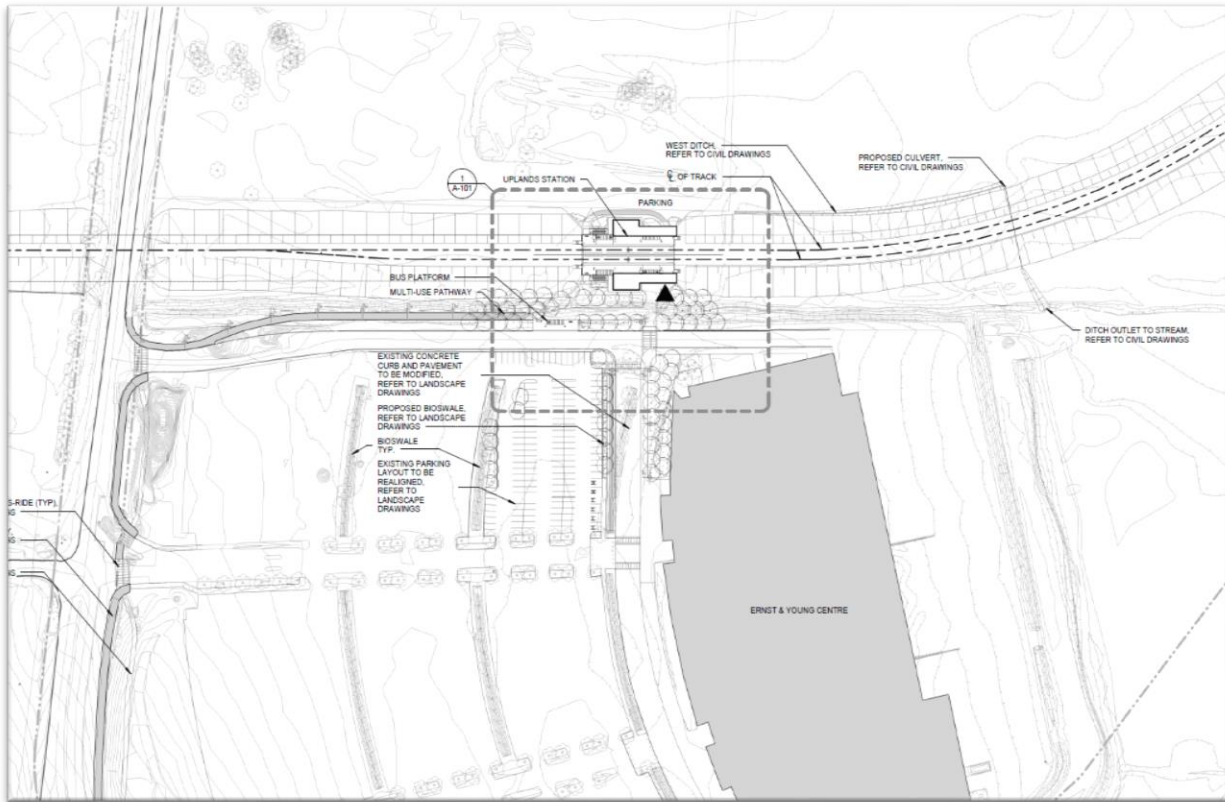 WEST DITCH,
REFER TO CIVIL DRAWINGS
PROPOSED CULVERT,
REFER TO CIVIL DRAWINGS
1
A-101
UPLANDS STATION
℄ OF TRACK
PARKING
BUS PLATFORM
MULTI-USE PATHWAY
DITCH OUTLET TO STREAM,
REFER TO CIVIL DRAWINGS
EXISTING CONCRETE
CURB AND PAVEMENT
TO BE MODIFIED,
REFER TO LANDSCAPE
DRAWINGS
PROPOSED BIOSWALE,
REFER TO LANDSCAPE
DRAWINGS
BIOSWALE
TYP.
EXISTING PARKING
LAYOUT TO BE
REALIGNED,
REFER TO
LANDSCAPE
DRAWINGS
S-RIDE (TYP),
ERNST & YOUNG CENTRE